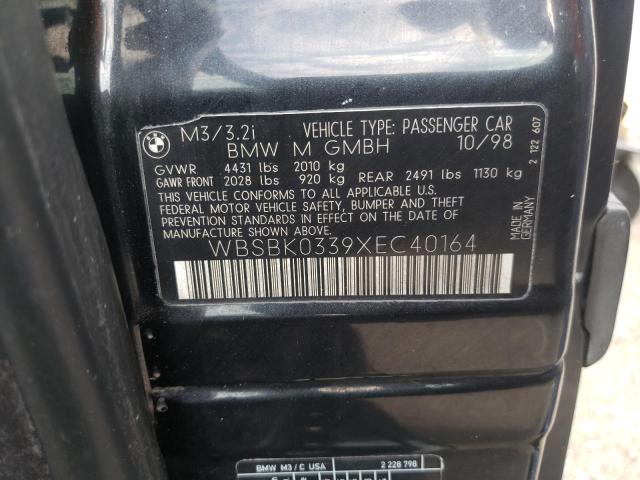 BMW
M3/3.2i VEHICLE TYPE: PASSENGER CAR
BMW M GMBH 10/98
GVWR 4431 lbs 2010 kg
GAWR FRONT 2028 lbs 920 kg REAR 2491 lbs 1130 kg
THIS VEHICLE CONFORMS TO ALL APPLICABLE U.S.
FEDERAL MOTOR VEHICLE SAFETY, BUMPER AND THEFT
PREVENTION STANDARDS IN EFFECT ON THE DATE OF
MANUFACTURE SHOWN ABOVE.
WBSBK0339XEC40164
MADE IN
GERMANY
2 122 607
BMW M3/C USA 2 228 798